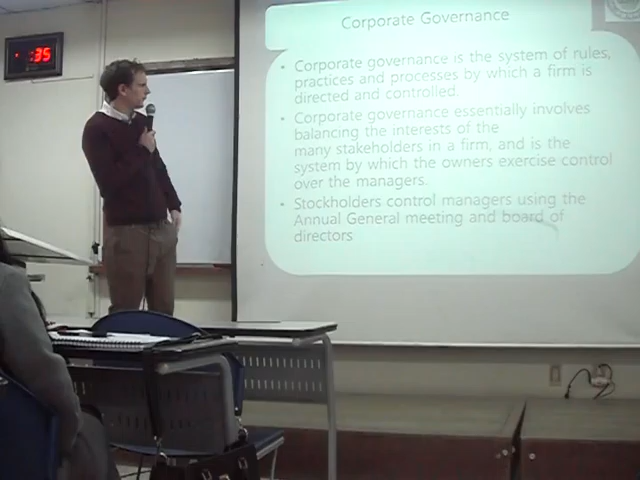 :35
Corporate Governance
• Corporate governance is the system of rules,
practices and processes by which a firm is
directed and controlled.
• Corporate governance essentially involves
balancing the interests of the
many stakeholders in a firm, and is the
system by which the owners exercise control
over the managers.
• Stockholders control managers using the
Annual General meeting and board of
directors